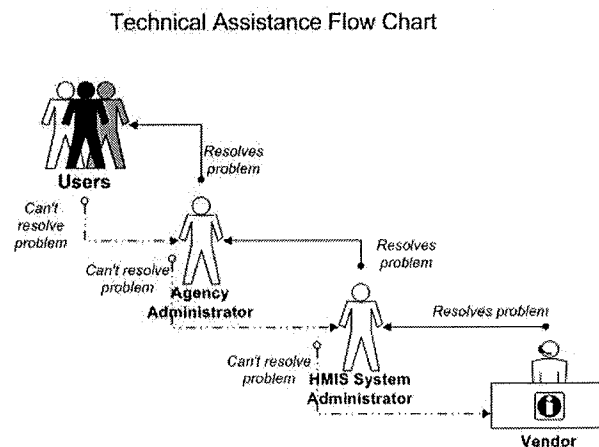 Technical Assistance Flow Chart
Resolves
problem
Users
Can't
resolve
problem
Resolves
problem
Can't resolve
problem
Agency
Administrator
Resolves problem
Can't resolve
problem
HMIS System
Administrator
i
Vendor